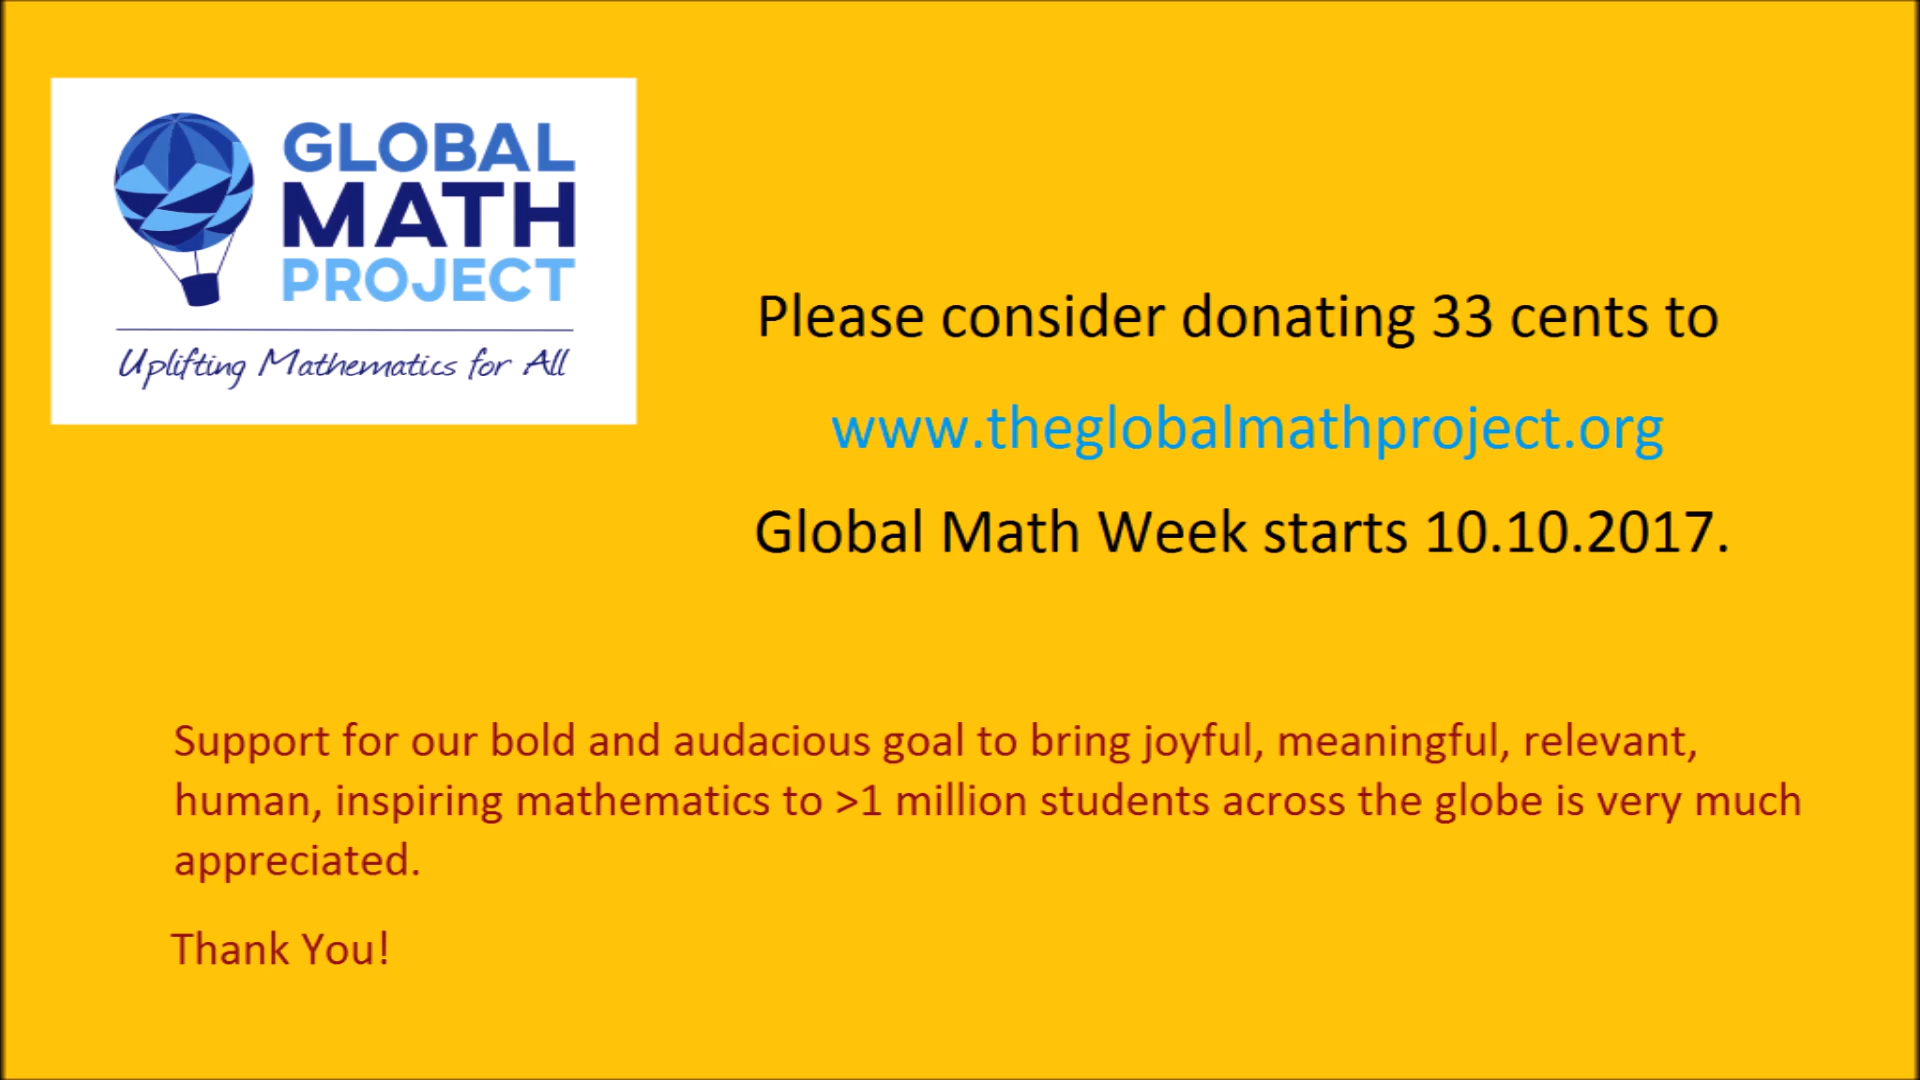 GLOBAL
MATH
PROJECT
Uplifting Mathematics for All
Please consider donating 33 cents to
www.theglobalmathproject.org
Global Math Week starts 10.10.2017.
Support for our bold and audacious goal to bring joyful, meaningful, relevant,
human, inspiring mathematics to >1 million students across the globe is very much
appreciated.
Thank You!